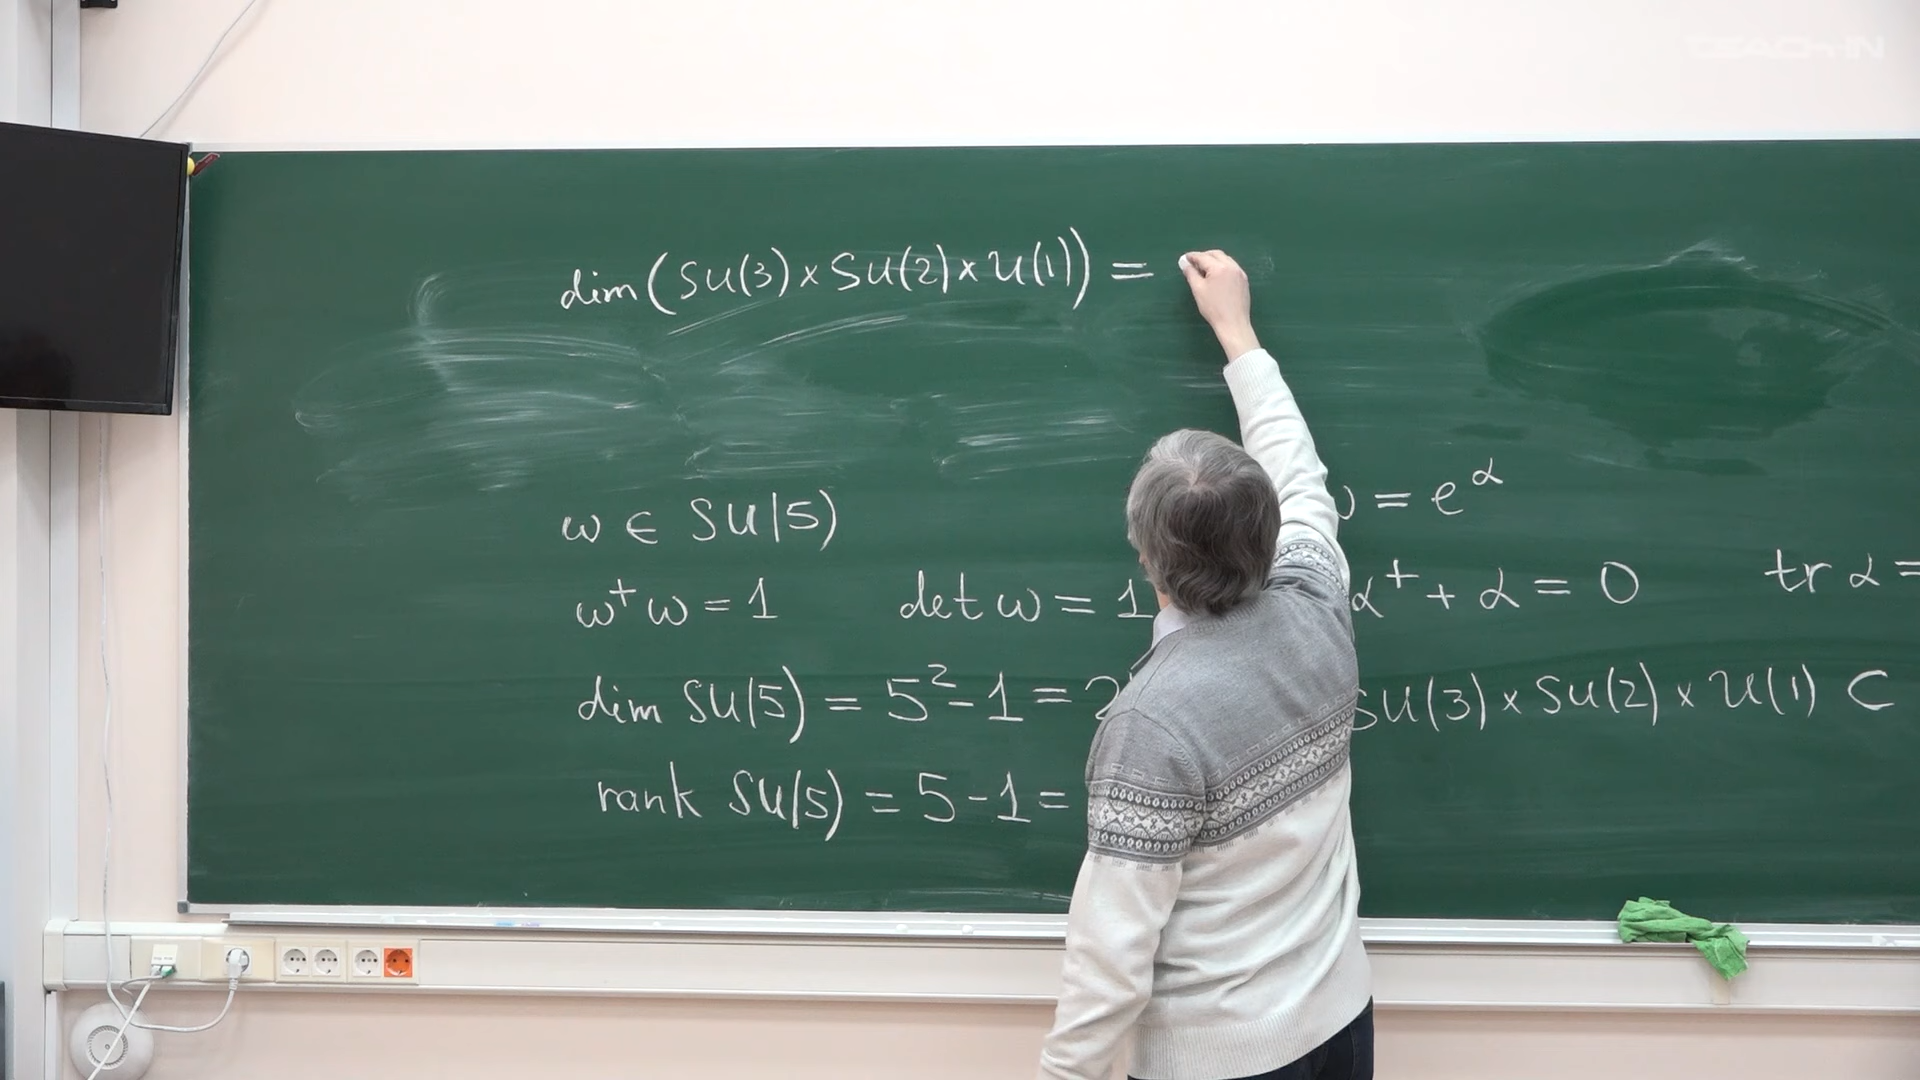 dim(SU(3)×SU(2)×U(1)) =
ω ∈ SU(5)
ω = e^α
ω⁺ω = 1 det ω = 1
α⁺ + α = 0 tr α =
dim SU(5) = 5² - 1 = 2
SU(3)×SU(2)×U(1) ⊂
rank SU(5) = 5 - 1 =